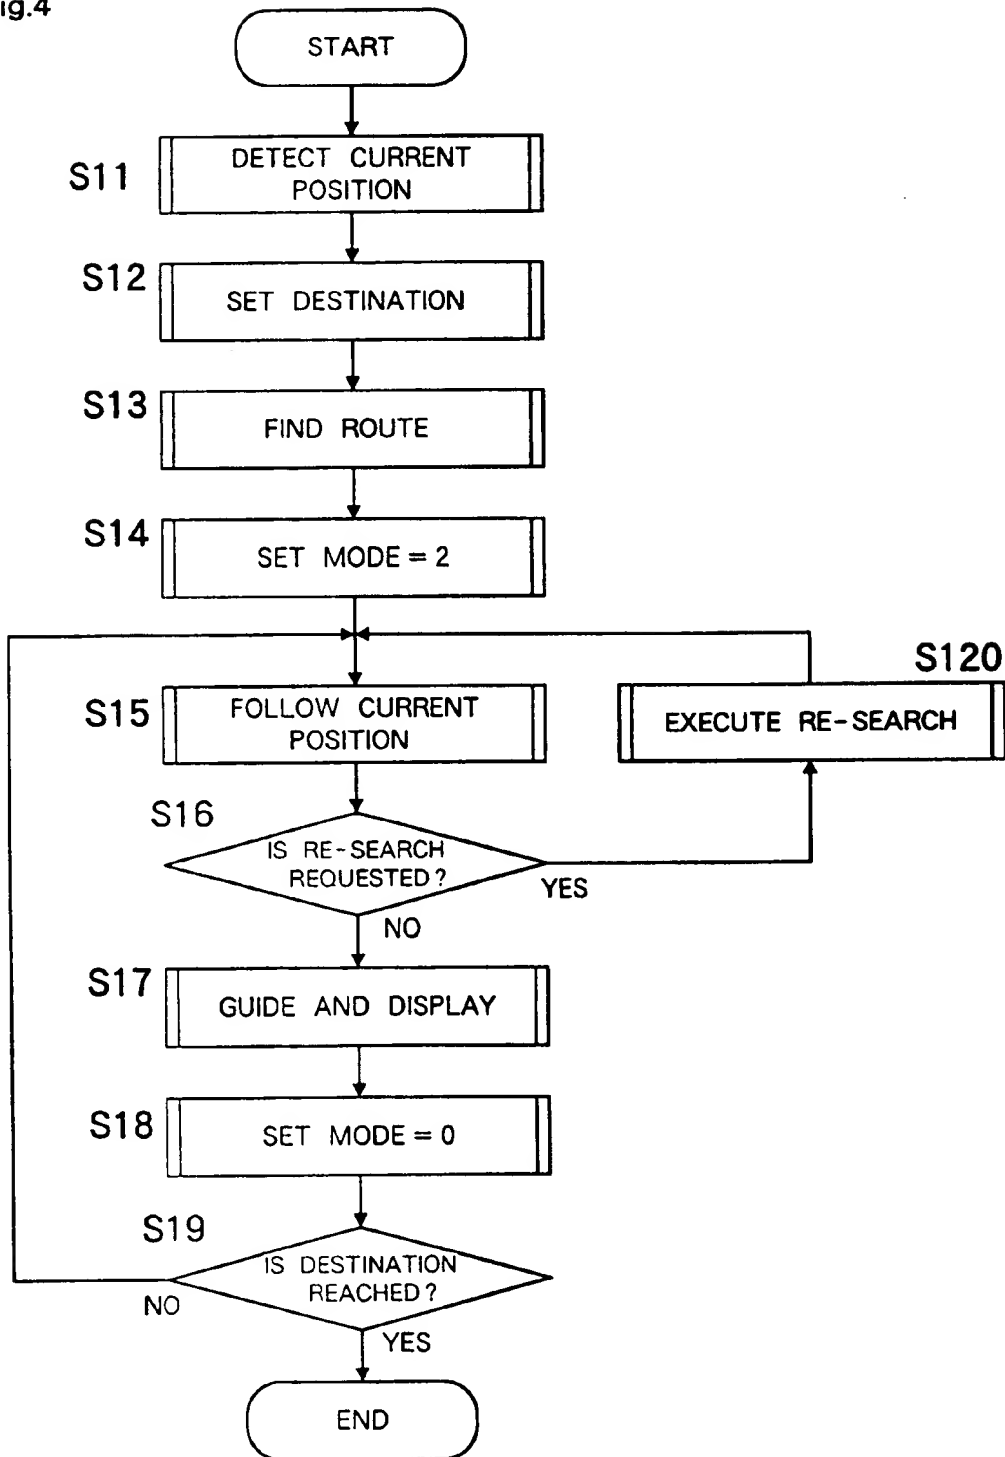 ig.4
START
S11
DETECT CURRENT
POSITION
S12
SET DESTINATION
S13
FIND ROUTE
S14
SET MODE = 2
S120
EXECUTE RE-SEARCH
S15
FOLLOW CURRENT
POSITION
S16
IS RE-SEARCH
REQUESTED?
YES
NO
S17
GUIDE AND DISPLAY
S18
SET MODE = 0
S19
IS DESTINATION
REACHED?
NO
YES
END